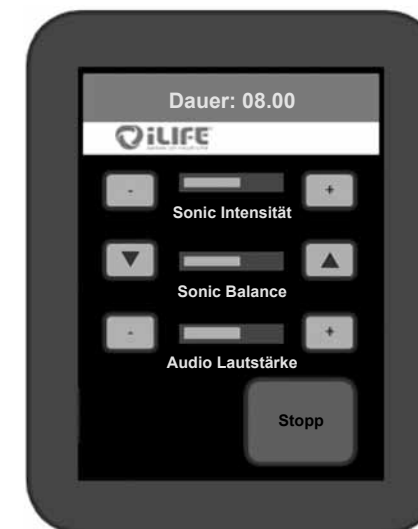 Dauer: 08.00
iLIFE
- +
Sonic Intensität
Sonic Balance
- +
Audio Lautstärke
Stopp